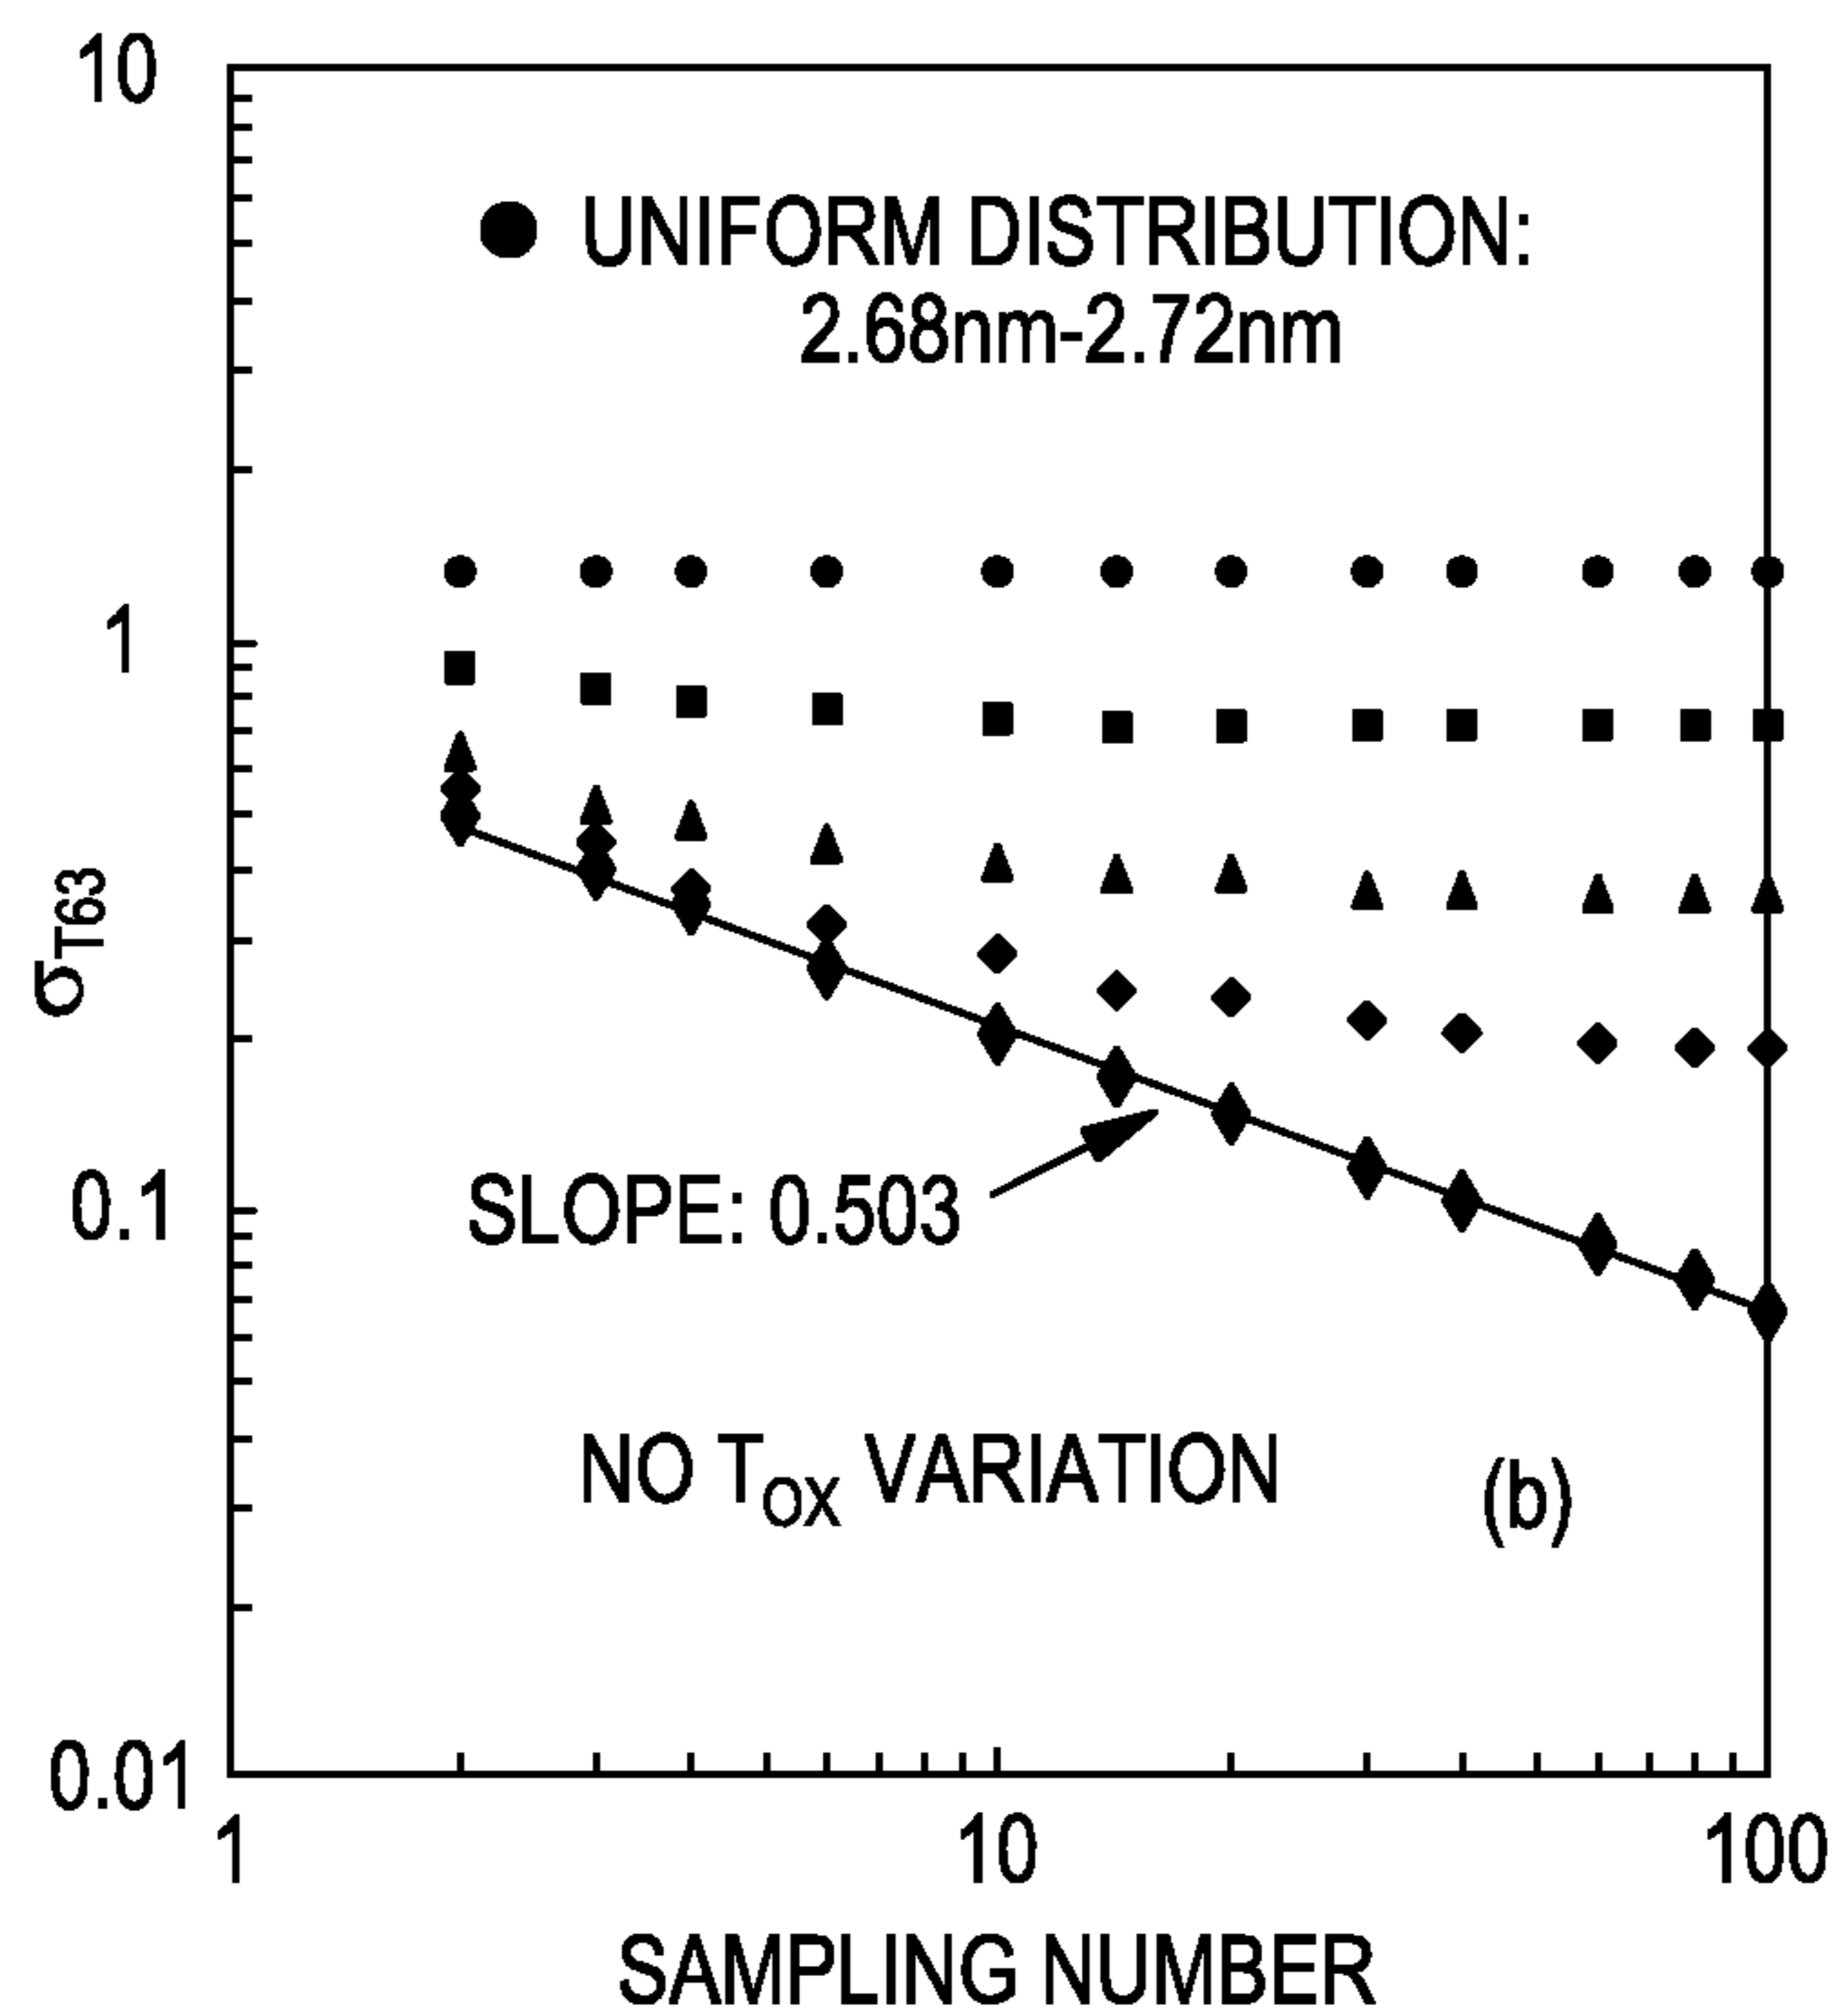 10
● UNIFORM DISTRIBUTION:
2.68nm-2.72nm
1
σT63
0.1
SLOPE: 0.503
NO TOX VARIATION
(b)
0.01
1
10
100
SAMPLING NUMBER